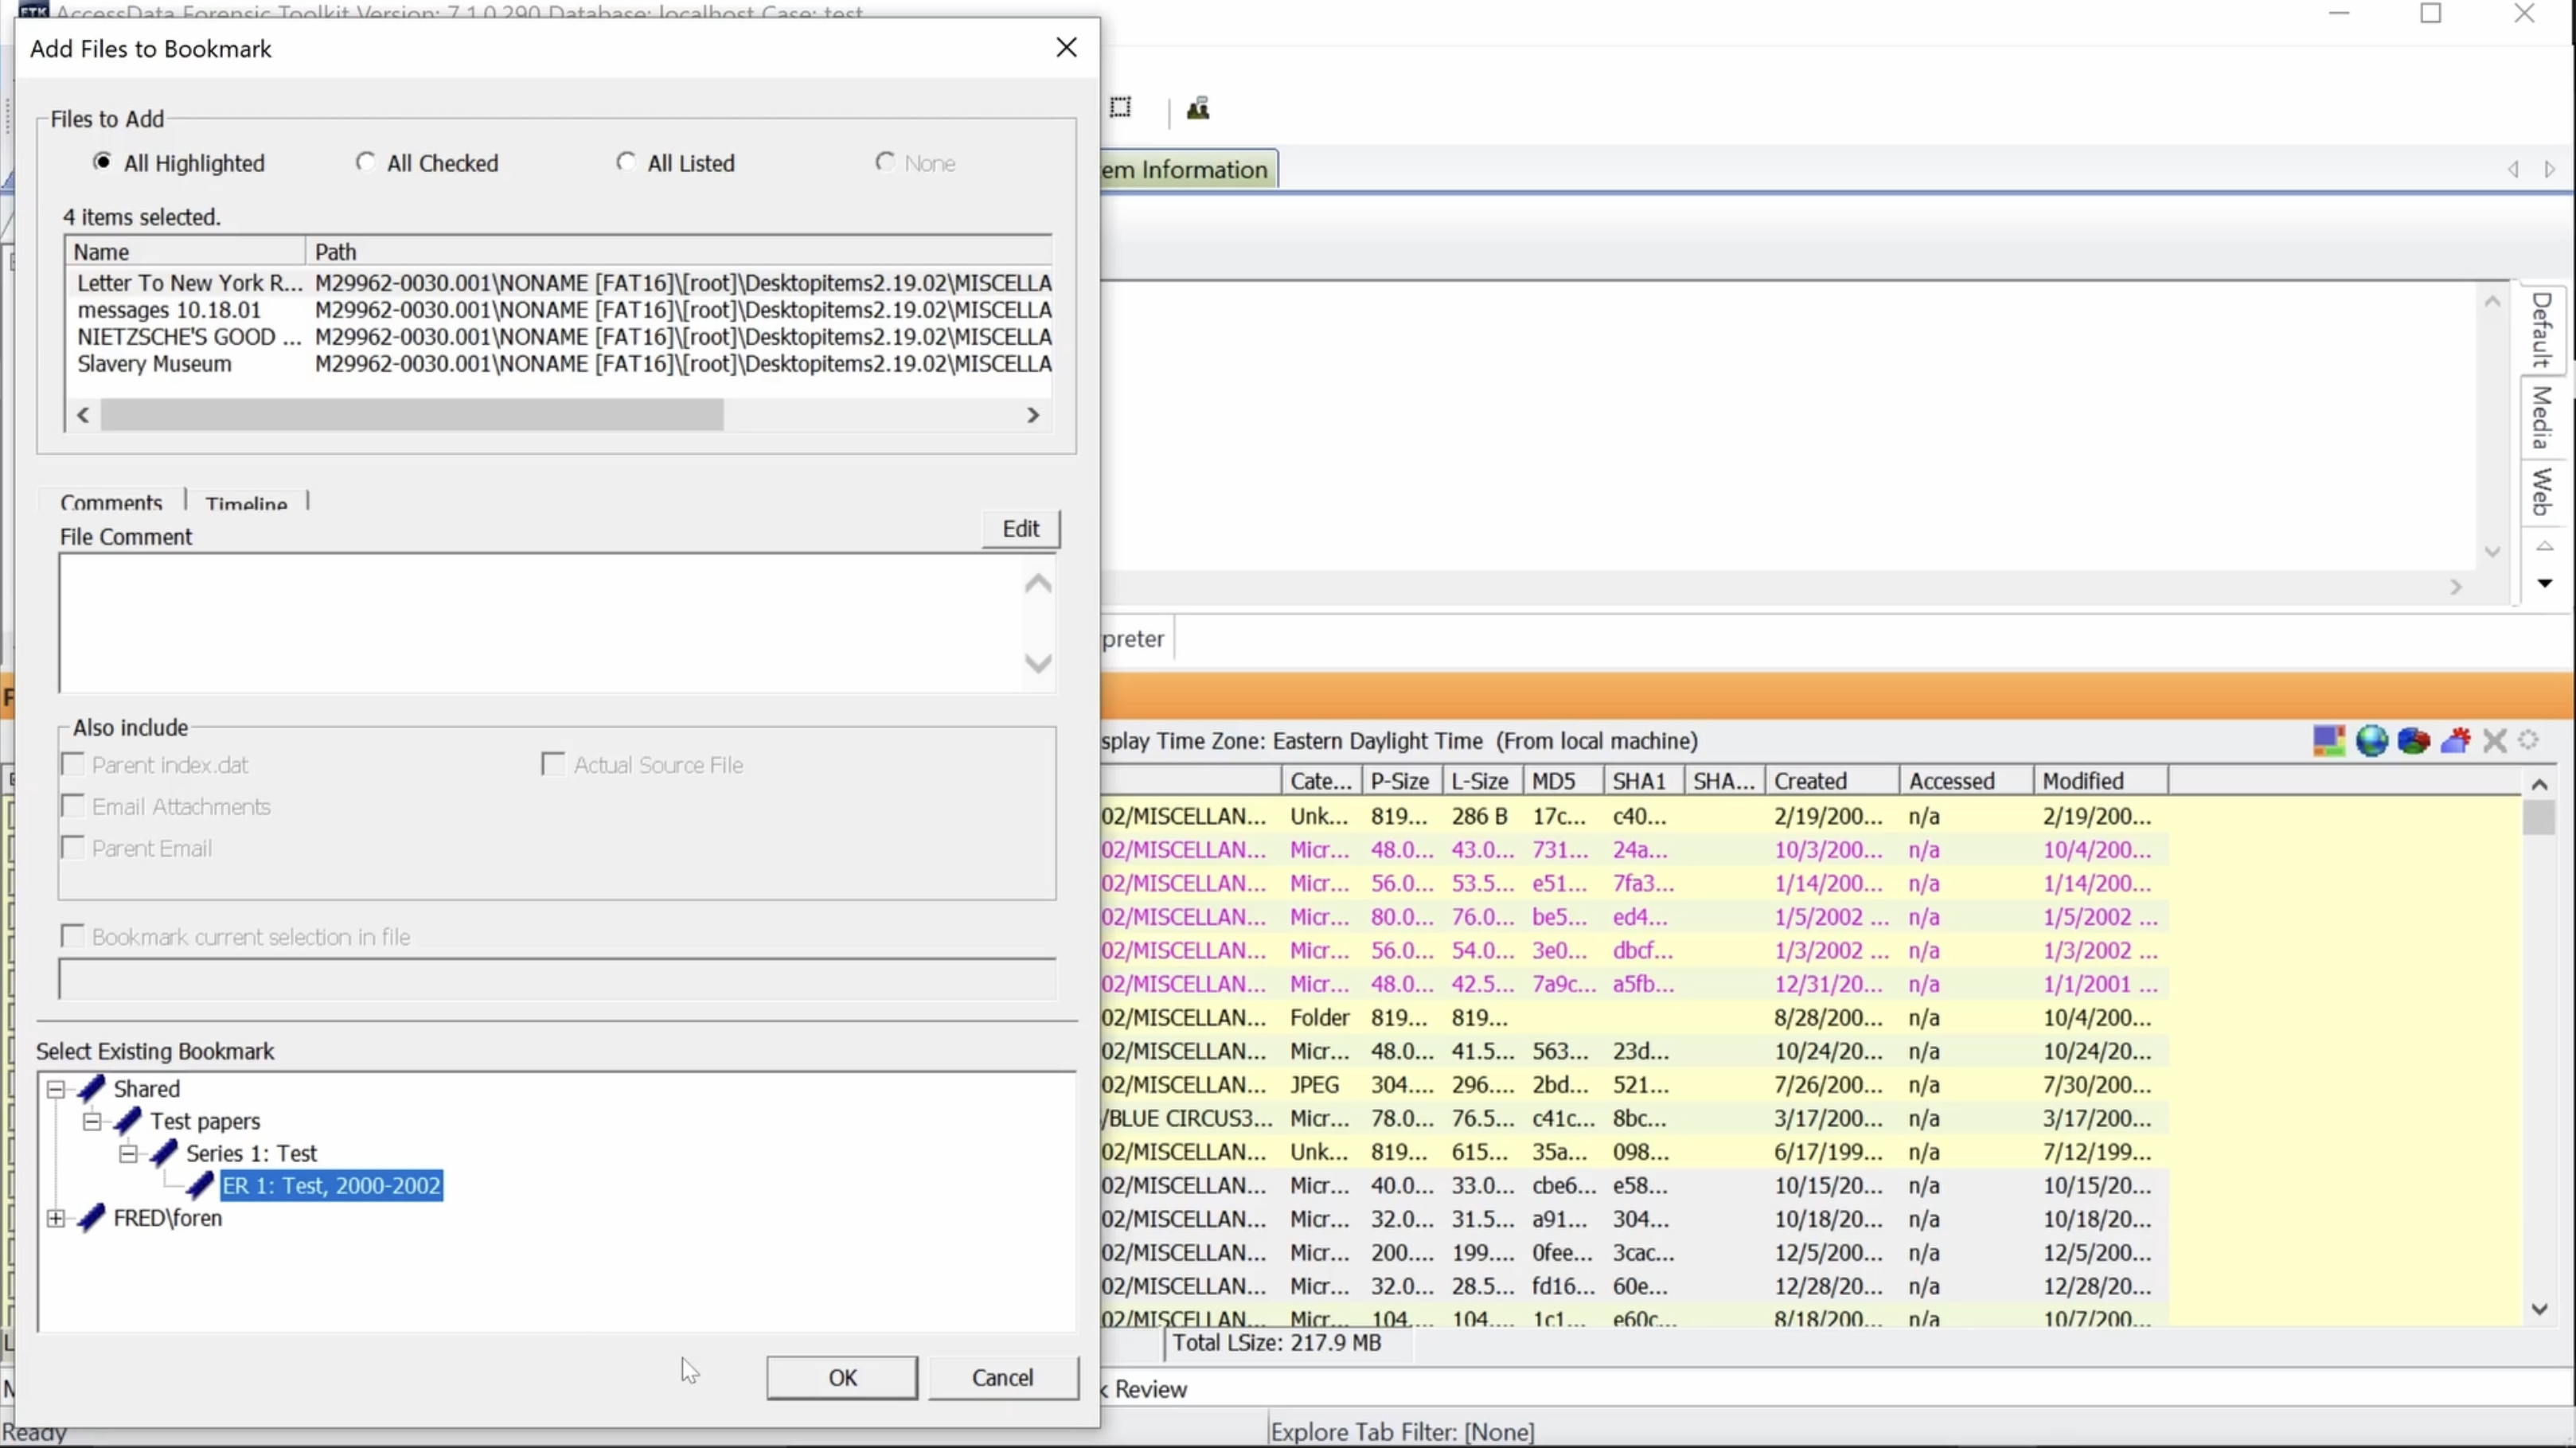 AccessData Forensic Toolkit Version: 7.1.0.290 Database: localhost Case: test
Add Files to Bookmark
Files to Add
All Highlighted All Checked All Listed None
4 items selected.
Name Path
Letter To New York R... M29962-0030.001\NONAME [FAT16]\[root]\Desktopitems2.19.02\MISCELLA
messages 10.18.01 M29962-0030.001\NONAME [FAT16]\[root]\Desktopitems2.19.02\MISCELLA
NIETZSCHE'S GOOD ... M29962-0030.001\NONAME [FAT16]\[root]\Desktopitems2.19.02\MISCELLA
Slavery Museum M29962-0030.001\NONAME [FAT16]\[root]\Desktopitems2.19.02\MISCELLA
Comments Timeline
File Comment Edit
Also include
Parent index.dat Actual Source File
Email Attachments
Parent Email
Bookmark current selection in file
Select Existing Bookmark
Shared
Test papers
Series 1: Test
ER 1: Test, 2000-2002
FRED\foren
OK Cancel
Ready
em Information
Default
Media
Web
preter
splay Time Zone: Eastern Daylight Time (From local machine)
Cate... P-Size L-Size MD5 SHA1 SHA... Created Accessed Modified
02/MISCELLAN... Unk... 819... 286 B 17c... c40... 2/19/200... n/a 2/19/200...
02/MISCELLAN... Micr... 48.0... 43.0... 731... 24a... 10/3/200... n/a 10/4/200...
02/MISCELLAN... Micr... 56.0... 53.5... e51... 7fa3... 1/14/200... n/a 1/14/200...
02/MISCELLAN... Micr... 80.0... 76.0... be5... ed4... 1/5/2002 ... n/a 1/5/2002 ...
02/MISCELLAN... Micr... 56.0... 54.0... 3e0... dbcf... 1/3/2002 ... n/a 1/3/2002 ...
02/MISCELLAN... Micr... 48.0... 42.5... 7a9c... a5fb... 12/31/20... n/a 1/1/2001 ...
02/MISCELLAN... Folder 819... 819... 8/28/200... n/a 10/4/200...
02/MISCELLAN... Micr... 48.0... 41.5... 563... 23d... 10/24/20... n/a 10/24/20...
02/MISCELLAN... JPEG 304.... 296.... 2bd... 521... 7/26/200... n/a 7/30/200...
/BLUE CIRCUS3... Micr... 78.0... 76.5... c41c... 8bc... 3/17/200... n/a 3/17/200...
02/MISCELLAN... Unk... 819... 615... 35a... 098... 6/17/199... n/a 7/12/199...
02/MISCELLAN... Micr... 40.0... 33.0... cbe6... e58... 10/15/20... n/a 10/15/20...
02/MISCELLAN... Micr... 32.0... 31.5... a91... 304... 10/18/20... n/a 10/18/20...
02/MISCELLAN... Micr... 200.... 199.... 0fee... 3cac... 12/5/200... n/a 12/5/200...
02/MISCELLAN... Micr... 32.0... 28.5... fd16... 60e... 12/28/20... n/a 12/28/20...
02/MISCELLAN... Micr... 104.... 104.... 1c1... e60c... 8/18/200... n/a 10/7/200...
Total LSize: 217.9 MB
k Review
Explore Tab Filter: [None]